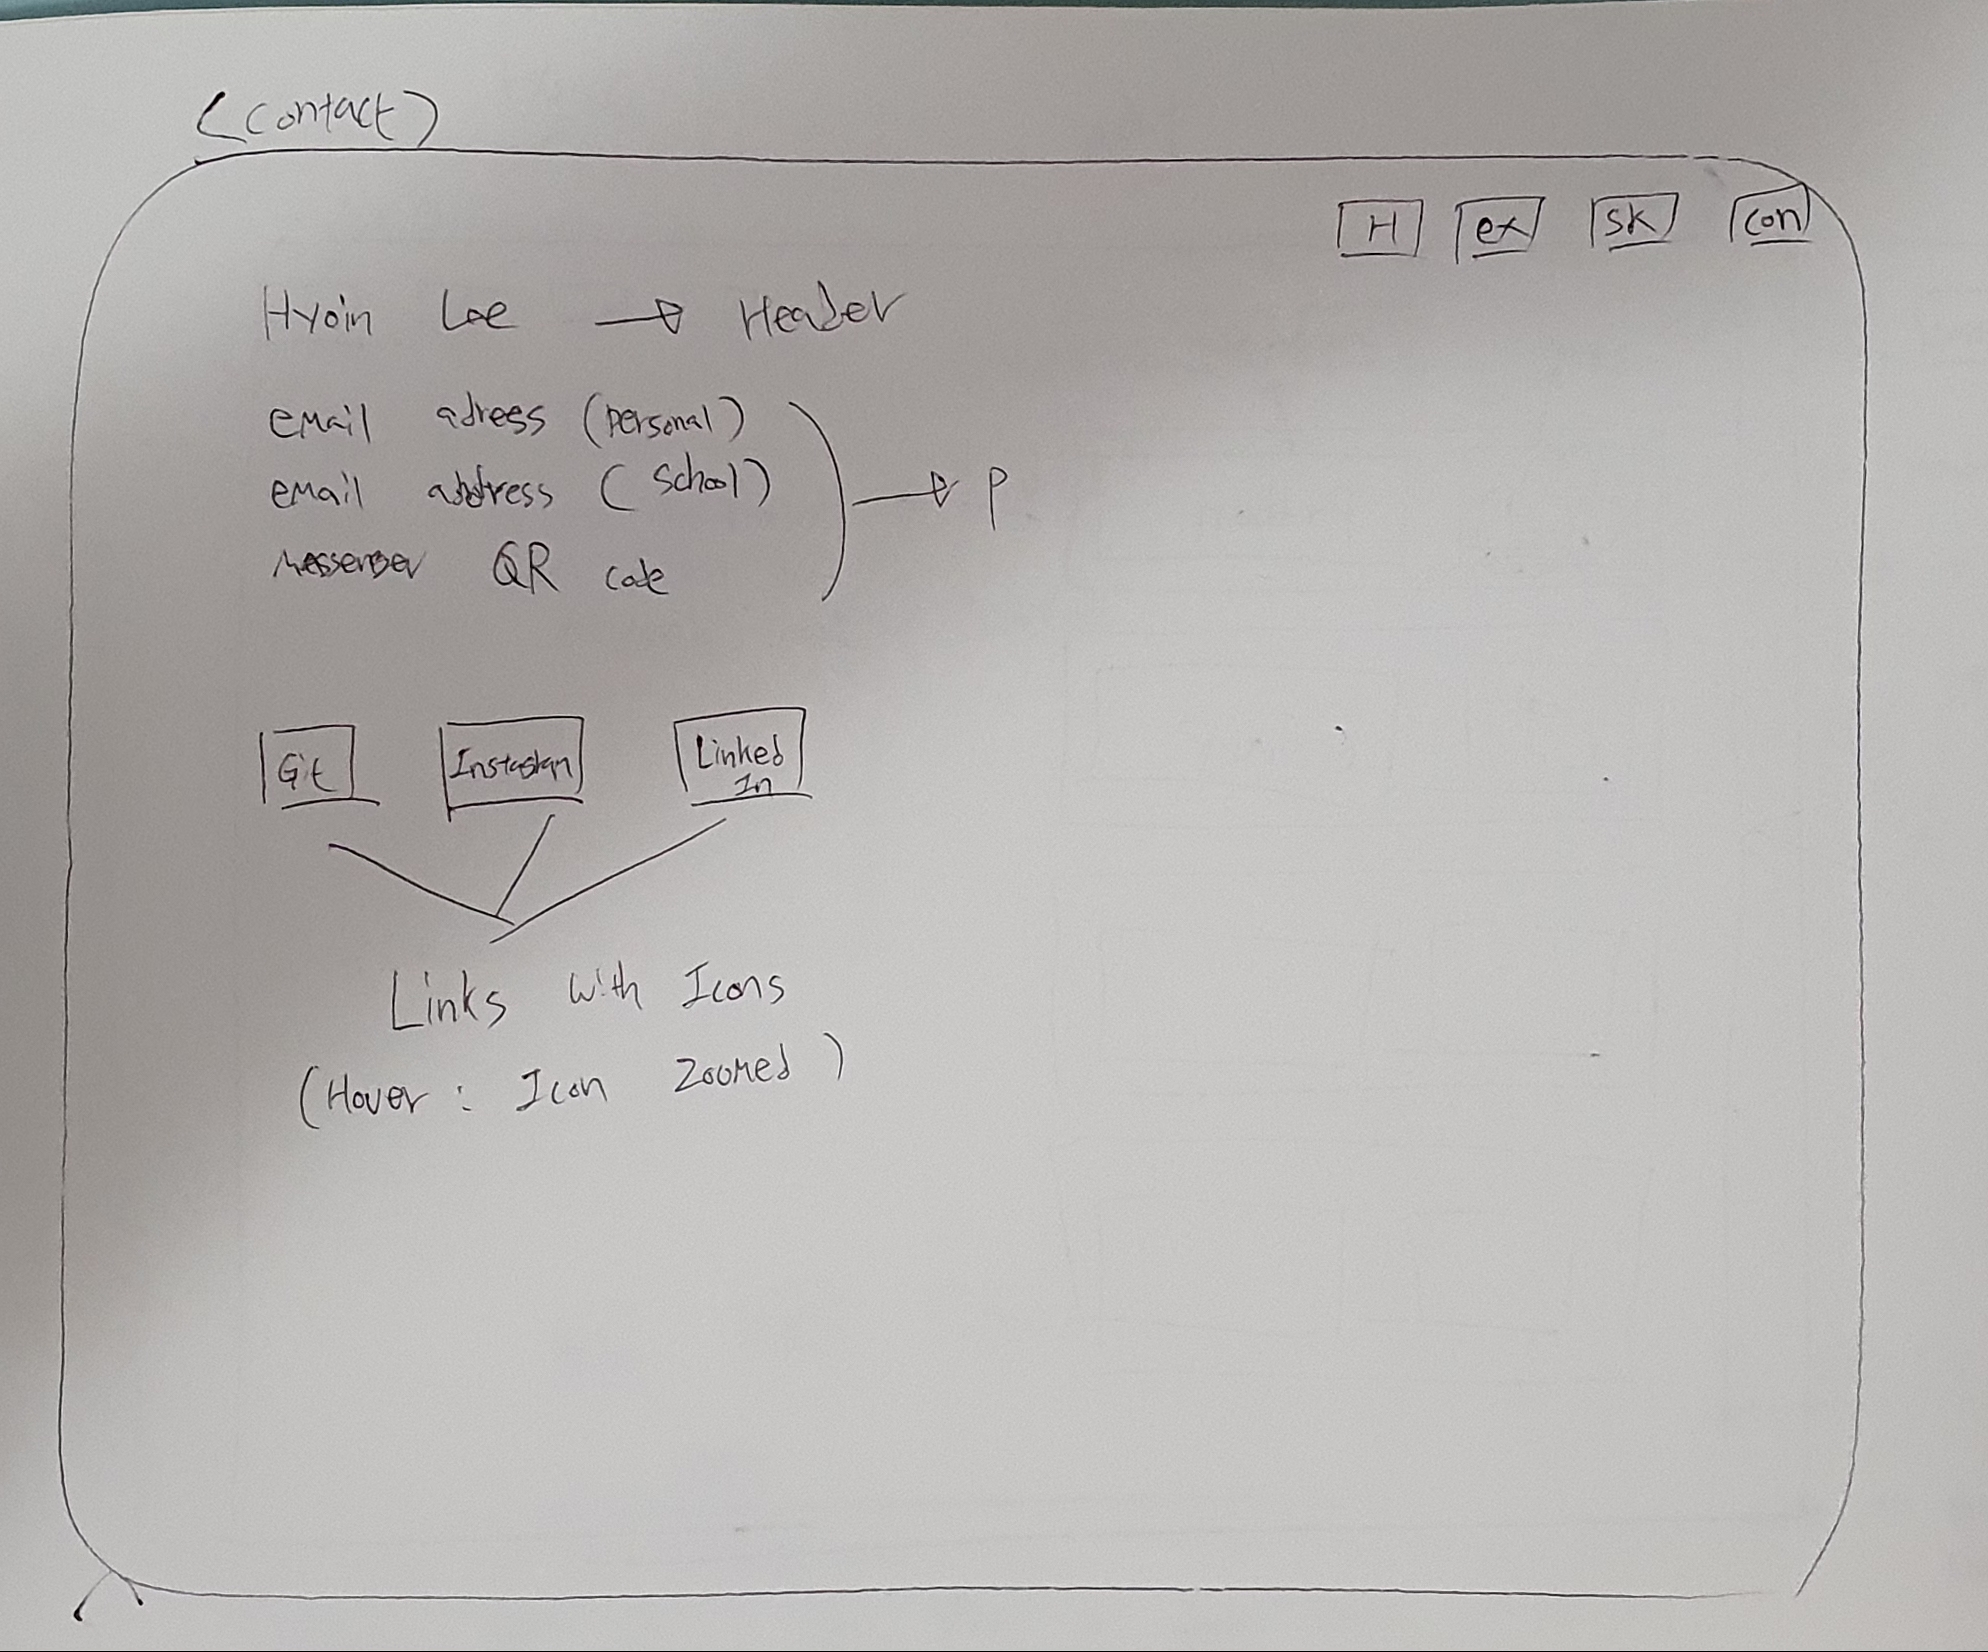 (Contact)
H ex SK Con
Hyoin Lee → Header
email adress (personal)
email address (School)
→ P
Messenger QR code
Git Instagram Linked In
Links with Icons
(Hover : Icon Zoomed)